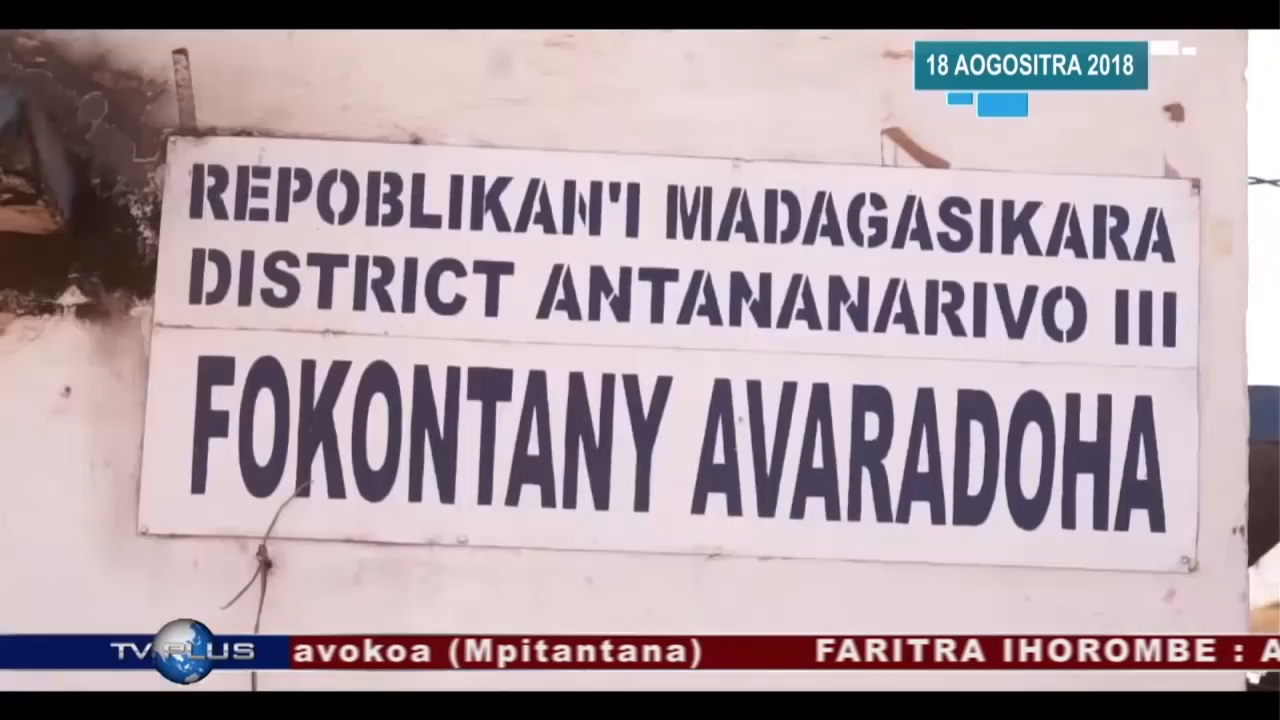 18 AOGOSITRA 2018
REPOBLIKAN'I MADAGASIKARA
DISTRICT ANTANANARIVO III
FOKONTANY AVARADOHA
TV PLUS
avokoa (Mpitantana) FARITRA IHOROMBE : A